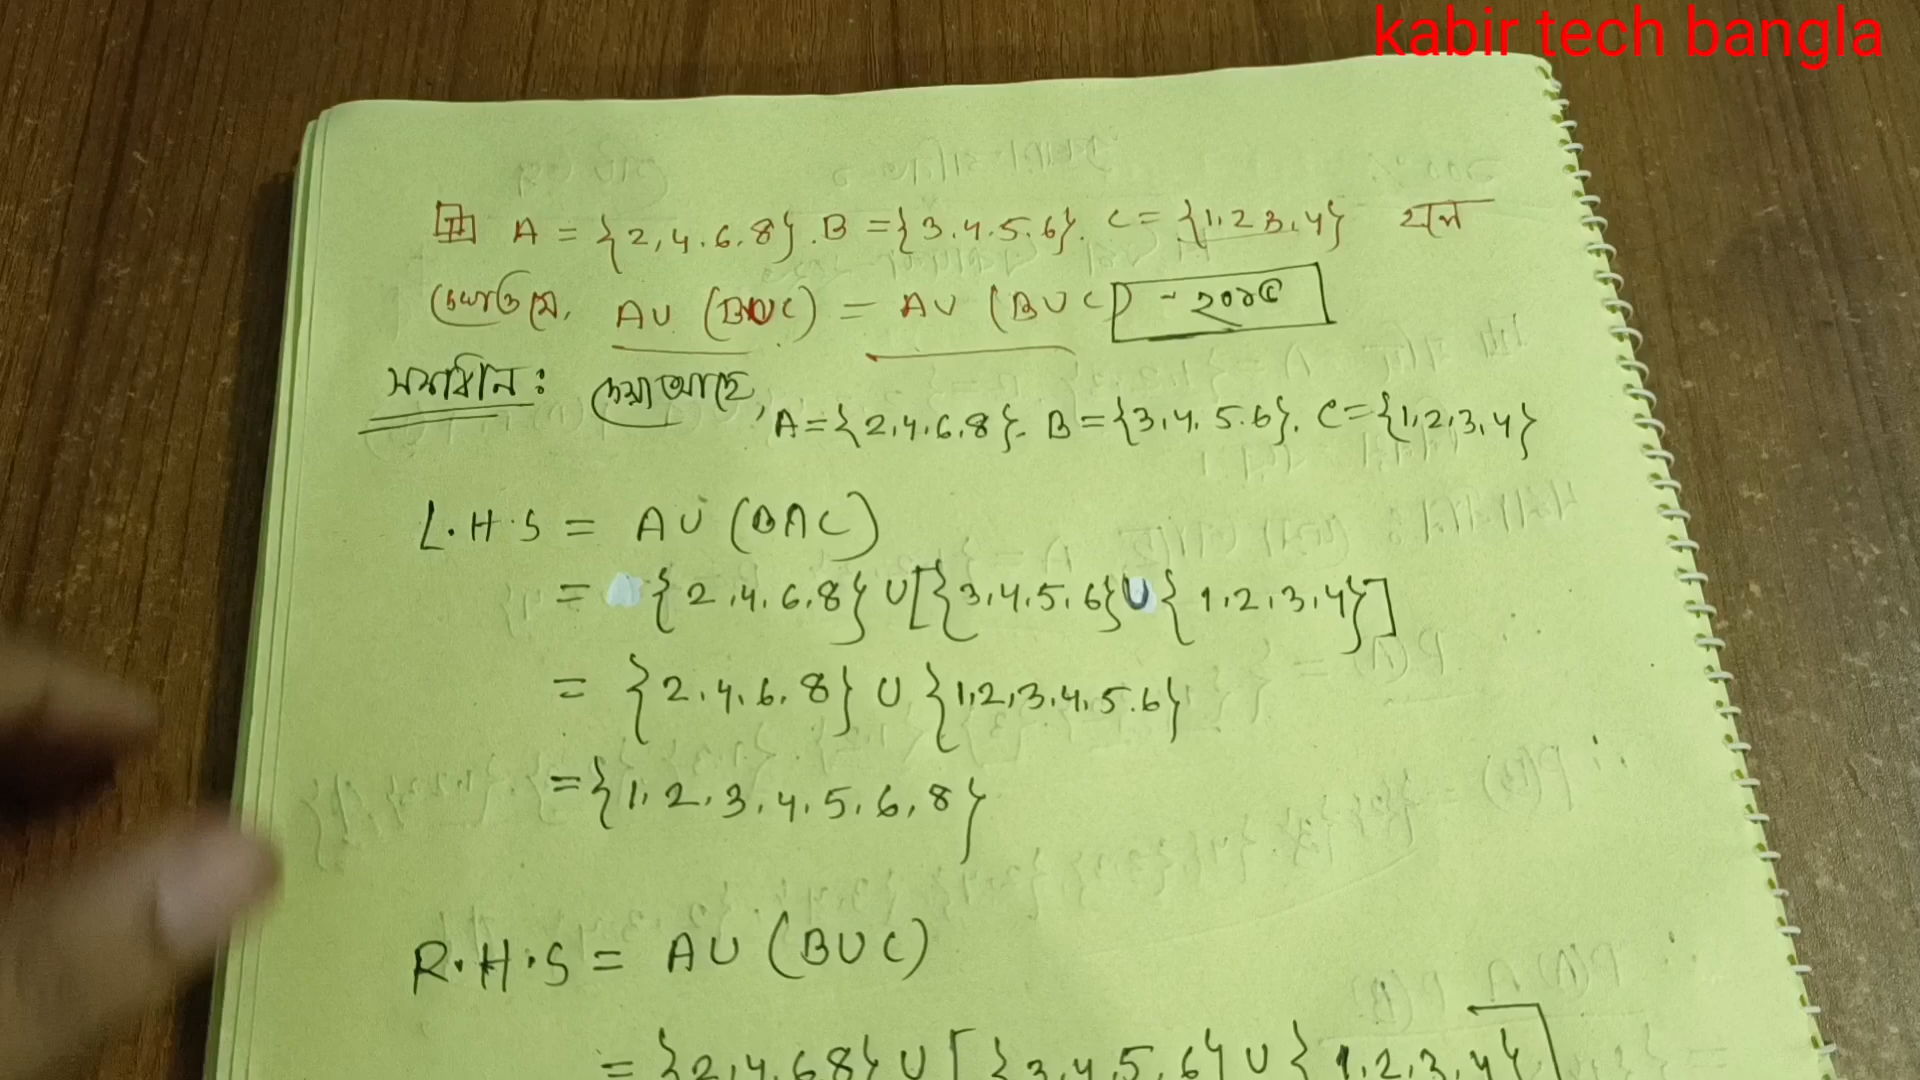 kabir tech bangla
A = {2,4.6.8}. B = {3.4.5.6}. C = {1,2 3,4} হলে
দেখাও যে, A∪ (B∪C) = A∪ (B∪C) - ২০১৫
সমাধান: দেয়া আছে,
A={2,4,6,8}. B={3,4,5.6}. C={1,2,3,4}
L.H.S = A∪ (B∩C)
= {2,4,6,8} ∪[{3,4,5,6}∪{1,2,3,4}]
= {2,4,6,8} ∪ {1,2,3,4,5.6}
={1,2,3,4,5,6,8}
R.H.S = A∪ (B∪C)
= {2,4,6 8} ∪ [{3,4,5,6} ∪ {1,2,3,4}]